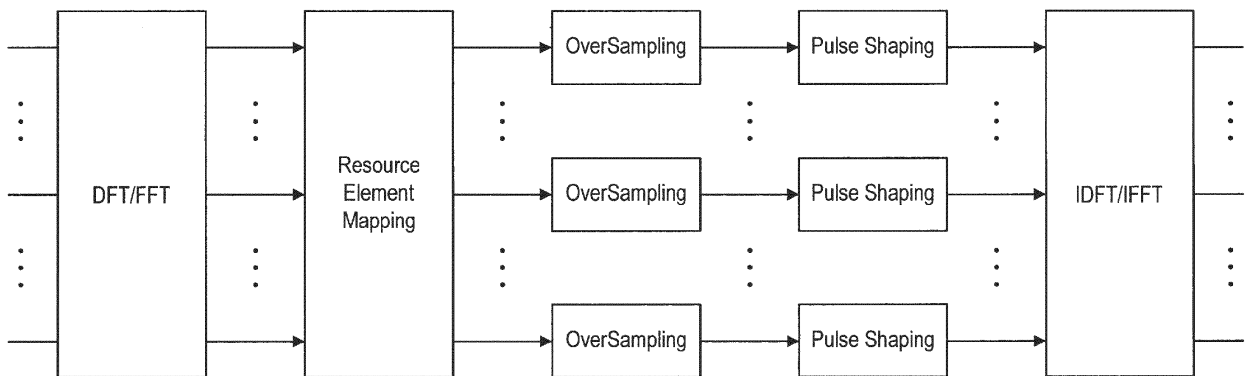 OverSampling
Pulse Shaping
DFT/FFT
Resource
Element
Mapping
OverSampling
Pulse Shaping
IDFT/IFFT
OverSampling
Pulse Shaping